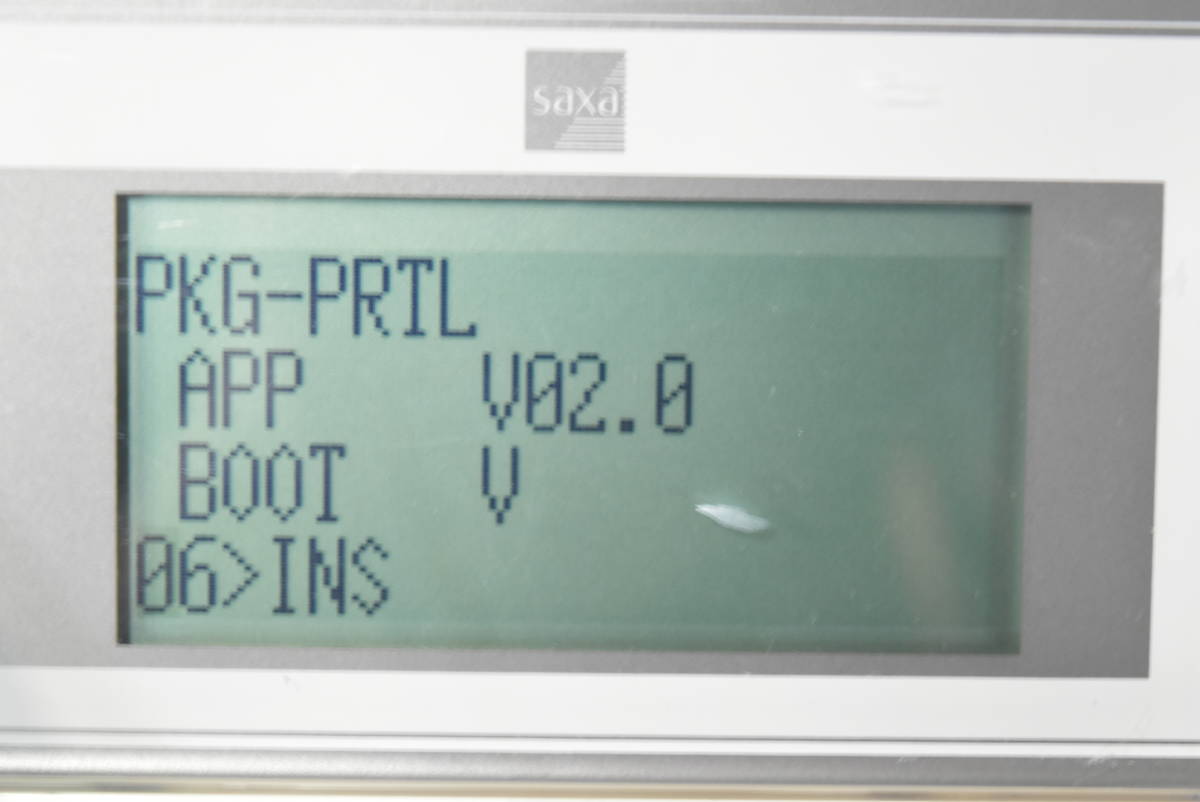 saxa
PKG-PRTL
APP V02.0
BOOT V
06>INS